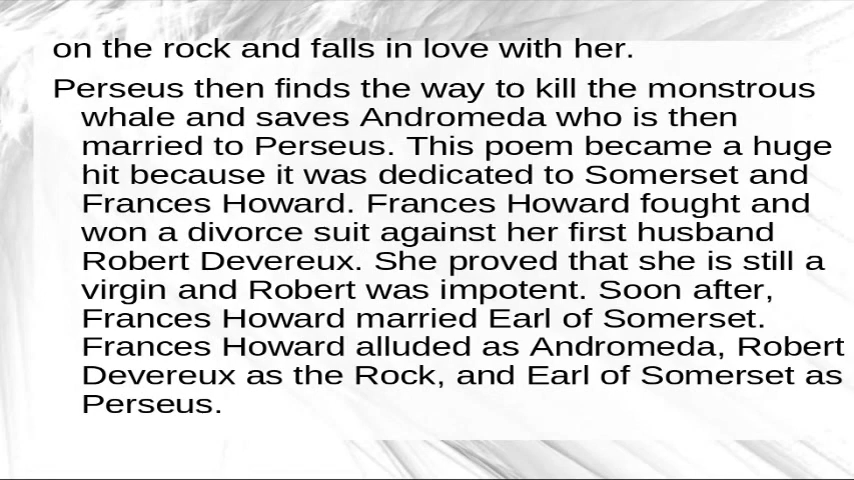 on the rock and falls in love with her.
Perseus then finds the way to kill the monstrous
whale and saves Andromeda who is then
married to Perseus. This poem became a huge
hit because it was dedicated to Somerset and
Frances Howard. Frances Howard fought and
won a divorce suit against her first husband
Robert Devereux. She proved that she is still a
virgin and Robert was impotent. Soon after,
Frances Howard married Earl of Somerset.
Frances Howard alluded as Andromeda, Robert
Devereux as the Rock, and Earl of Somerset as
Perseus.